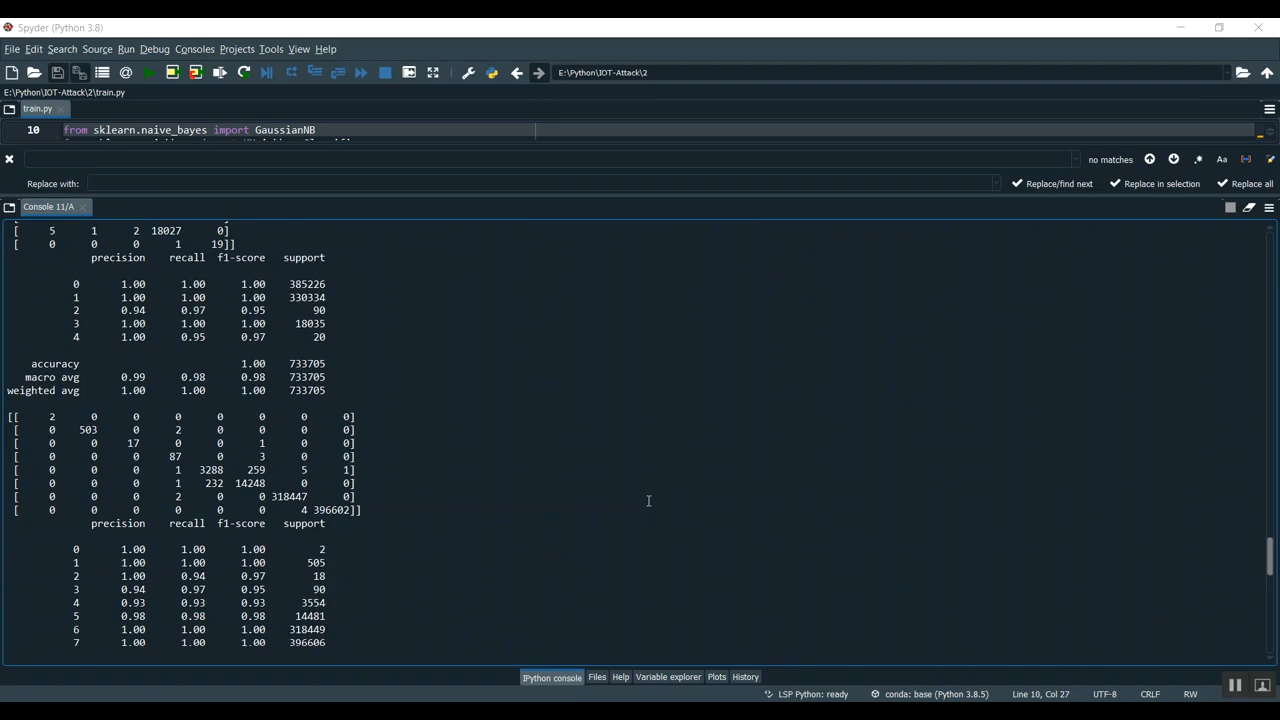 Spyder (Python 3.8)
File Edit Search Source Run Debug Consoles Projects Tools View Help
E:\Python\IOT-Attack\2
E:\Python\IOT-Attack\2\train.py
train.py
10 from sklearn.naive_bayes import GaussianNB
no matches
Aa
Replace with: Replace/find next Replace in selection Replace all
Console 11/A
[ 5 1 2 18027 0]
[ 0 0 0 1 19]]
precision recall f1-score support
0 1.00 1.00 1.00 385226
1 1.00 1.00 1.00 330334
2 0.94 0.97 0.95 90
3 1.00 1.00 1.00 18035
4 1.00 0.95 0.97 20
accuracy 1.00 733705
macro avg 0.99 0.98 0.98 733705
weighted avg 1.00 1.00 1.00 733705
[[ 2 0 0 0 0 0 0 0]
[ 0 503 0 2 0 0 0 0]
[ 0 0 17 0 0 1 0 0]
[ 0 0 0 87 0 3 0 0]
[ 0 0 0 1 3288 259 5 1]
[ 0 0 0 1 232 14248 0 0]
[ 0 0 0 2 0 0 318447 0]
[ 0 0 0 0 0 0 4 396602]]
precision recall f1-score support
0 1.00 1.00 1.00 2
1 1.00 1.00 1.00 505
2 1.00 0.94 0.97 18
3 0.94 0.97 0.95 90
4 0.93 0.93 0.93 3554
5 0.98 0.98 0.98 14481
6 1.00 1.00 1.00 318449
7 1.00 1.00 1.00 396606
IPython console Files Help Variable explorer Plots History
LSP Python: ready conda: base (Python 3.8.5) Line 10, Col 27 UTF-8 CRLF RW